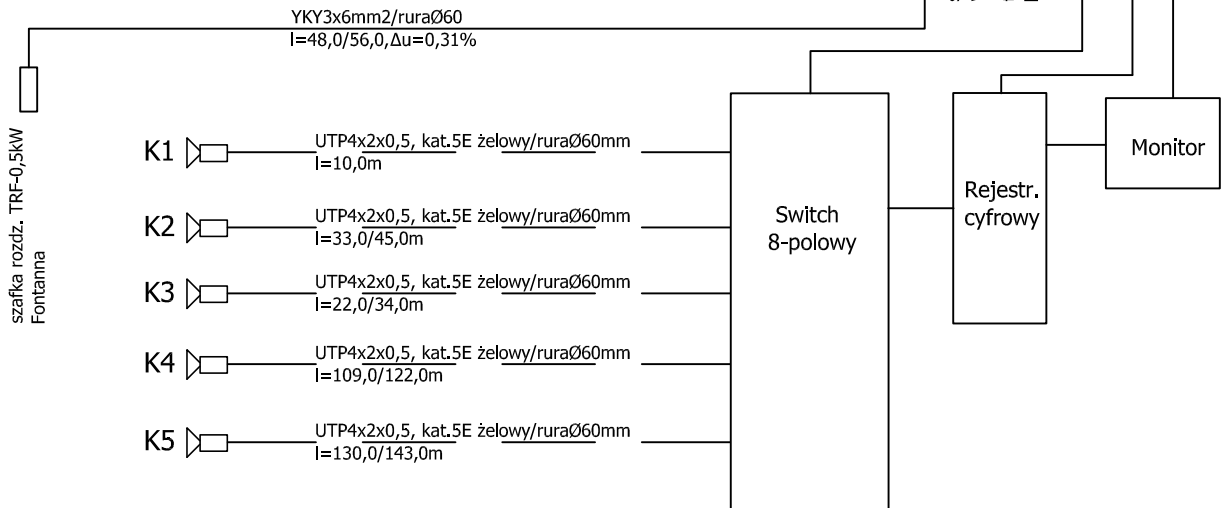 YKY3x6mm2/ruraØ60
l=48,0/56,0,Δu=0,31%
szafka rozdz. TRF-0,5kW
Fontanna
K1
UTP4x2x0,5, kat.5E żelowy/ruraØ60mm
l=10,0m
K2
UTP4x2x0,5, kat.5E żelowy/ruraØ60mm
l=33,0/45,0m
K3
UTP4x2x0,5, kat.5E żelowy/ruraØ60mm
l=22,0/34,0m
K4
UTP4x2x0,5, kat.5E żelowy/ruraØ60mm
l=109,0/122,0m
K5
UTP4x2x0,5, kat.5E żelowy/ruraØ60mm
l=130,0/143,0m
Switch
8-polowy
Rejestr.
cyfrowy
Monitor